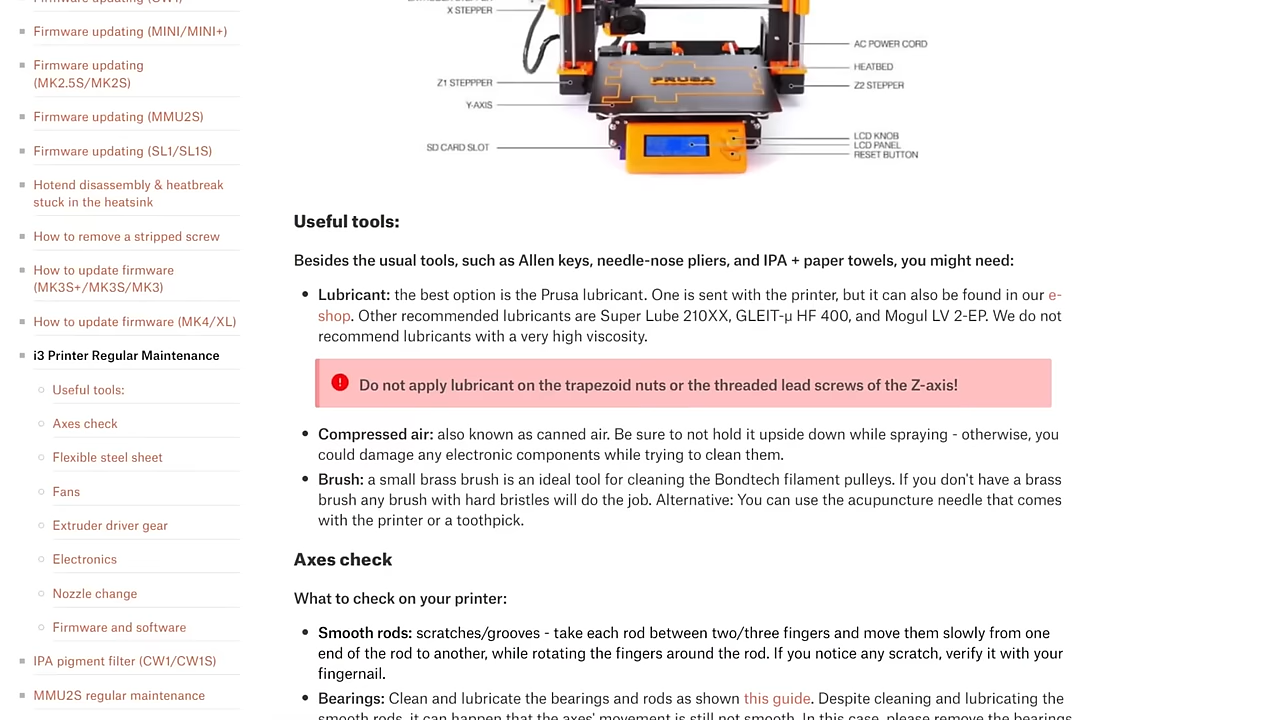 Firmware updating (MINI/MINI+)
Firmware updating
(MK2.5S/MK2S)
Firmware updating (MMU2S)
Firmware updating (SL1/SL1S)
Hotend disassembly & heatbreak
stuck in the heatsink
How to remove a stripped screw
How to update firmware
(MK3S+/MK3S/MK3)
How to update firmware (MK4/XL)
i3 Printer Regular Maintenance
Useful tools:
Axes check
Flexible steel sheet
Fans
Extruder driver gear
Electronics
Nozzle change
Firmware and software
IPA pigment filter (CW1/CW1S)
MMU2S regular maintenance
X STEPPER
Z1 STEPPPER
Y-AXIS
SD CARD SLOT
PRUSA
AC POWER CORD
HEATBED
Z2 STEPPER
LCD KNOB
LCD PANEL
RESET BUTTON
Useful tools:
Besides the usual tools, such as Allen keys, needle-nose pliers, and IPA + paper towels, you might need:
Lubricant: the best option is the Prusa lubricant. One is sent with the printer, but it can also be found in our e-
shop. Other recommended lubricants are Super Lube 210XX, GLEIT-µ HF 400, and Mogul LV 2-EP. We do not
recommend lubricants with a very high viscosity.
Do not apply lubricant on the trapezoid nuts or the threaded lead screws of the Z-axis!
Compressed air: also known as canned air. Be sure to not hold it upside down while spraying - otherwise, you
could damage any electronic components while trying to clean them.
Brush: a small brass brush is an ideal tool for cleaning the Bondtech filament pulleys. If you don't have a brass
brush any brush with hard bristles will do the job. Alternative: You can use the acupuncture needle that comes
with the printer or a toothpick.
Axes check
What to check on your printer:
Smooth rods: scratches/grooves - take each rod between two/three fingers and move them slowly from one
end of the rod to another, while rotating the fingers around the rod. If you notice any scratch, verify it with your
fingernail.
Bearings: Clean and lubricate the bearings and rods as shown this guide. Despite cleaning and lubricating the
smooth rods, it can happen that the axes' movement is still not smooth. In this case, please remove the bearings